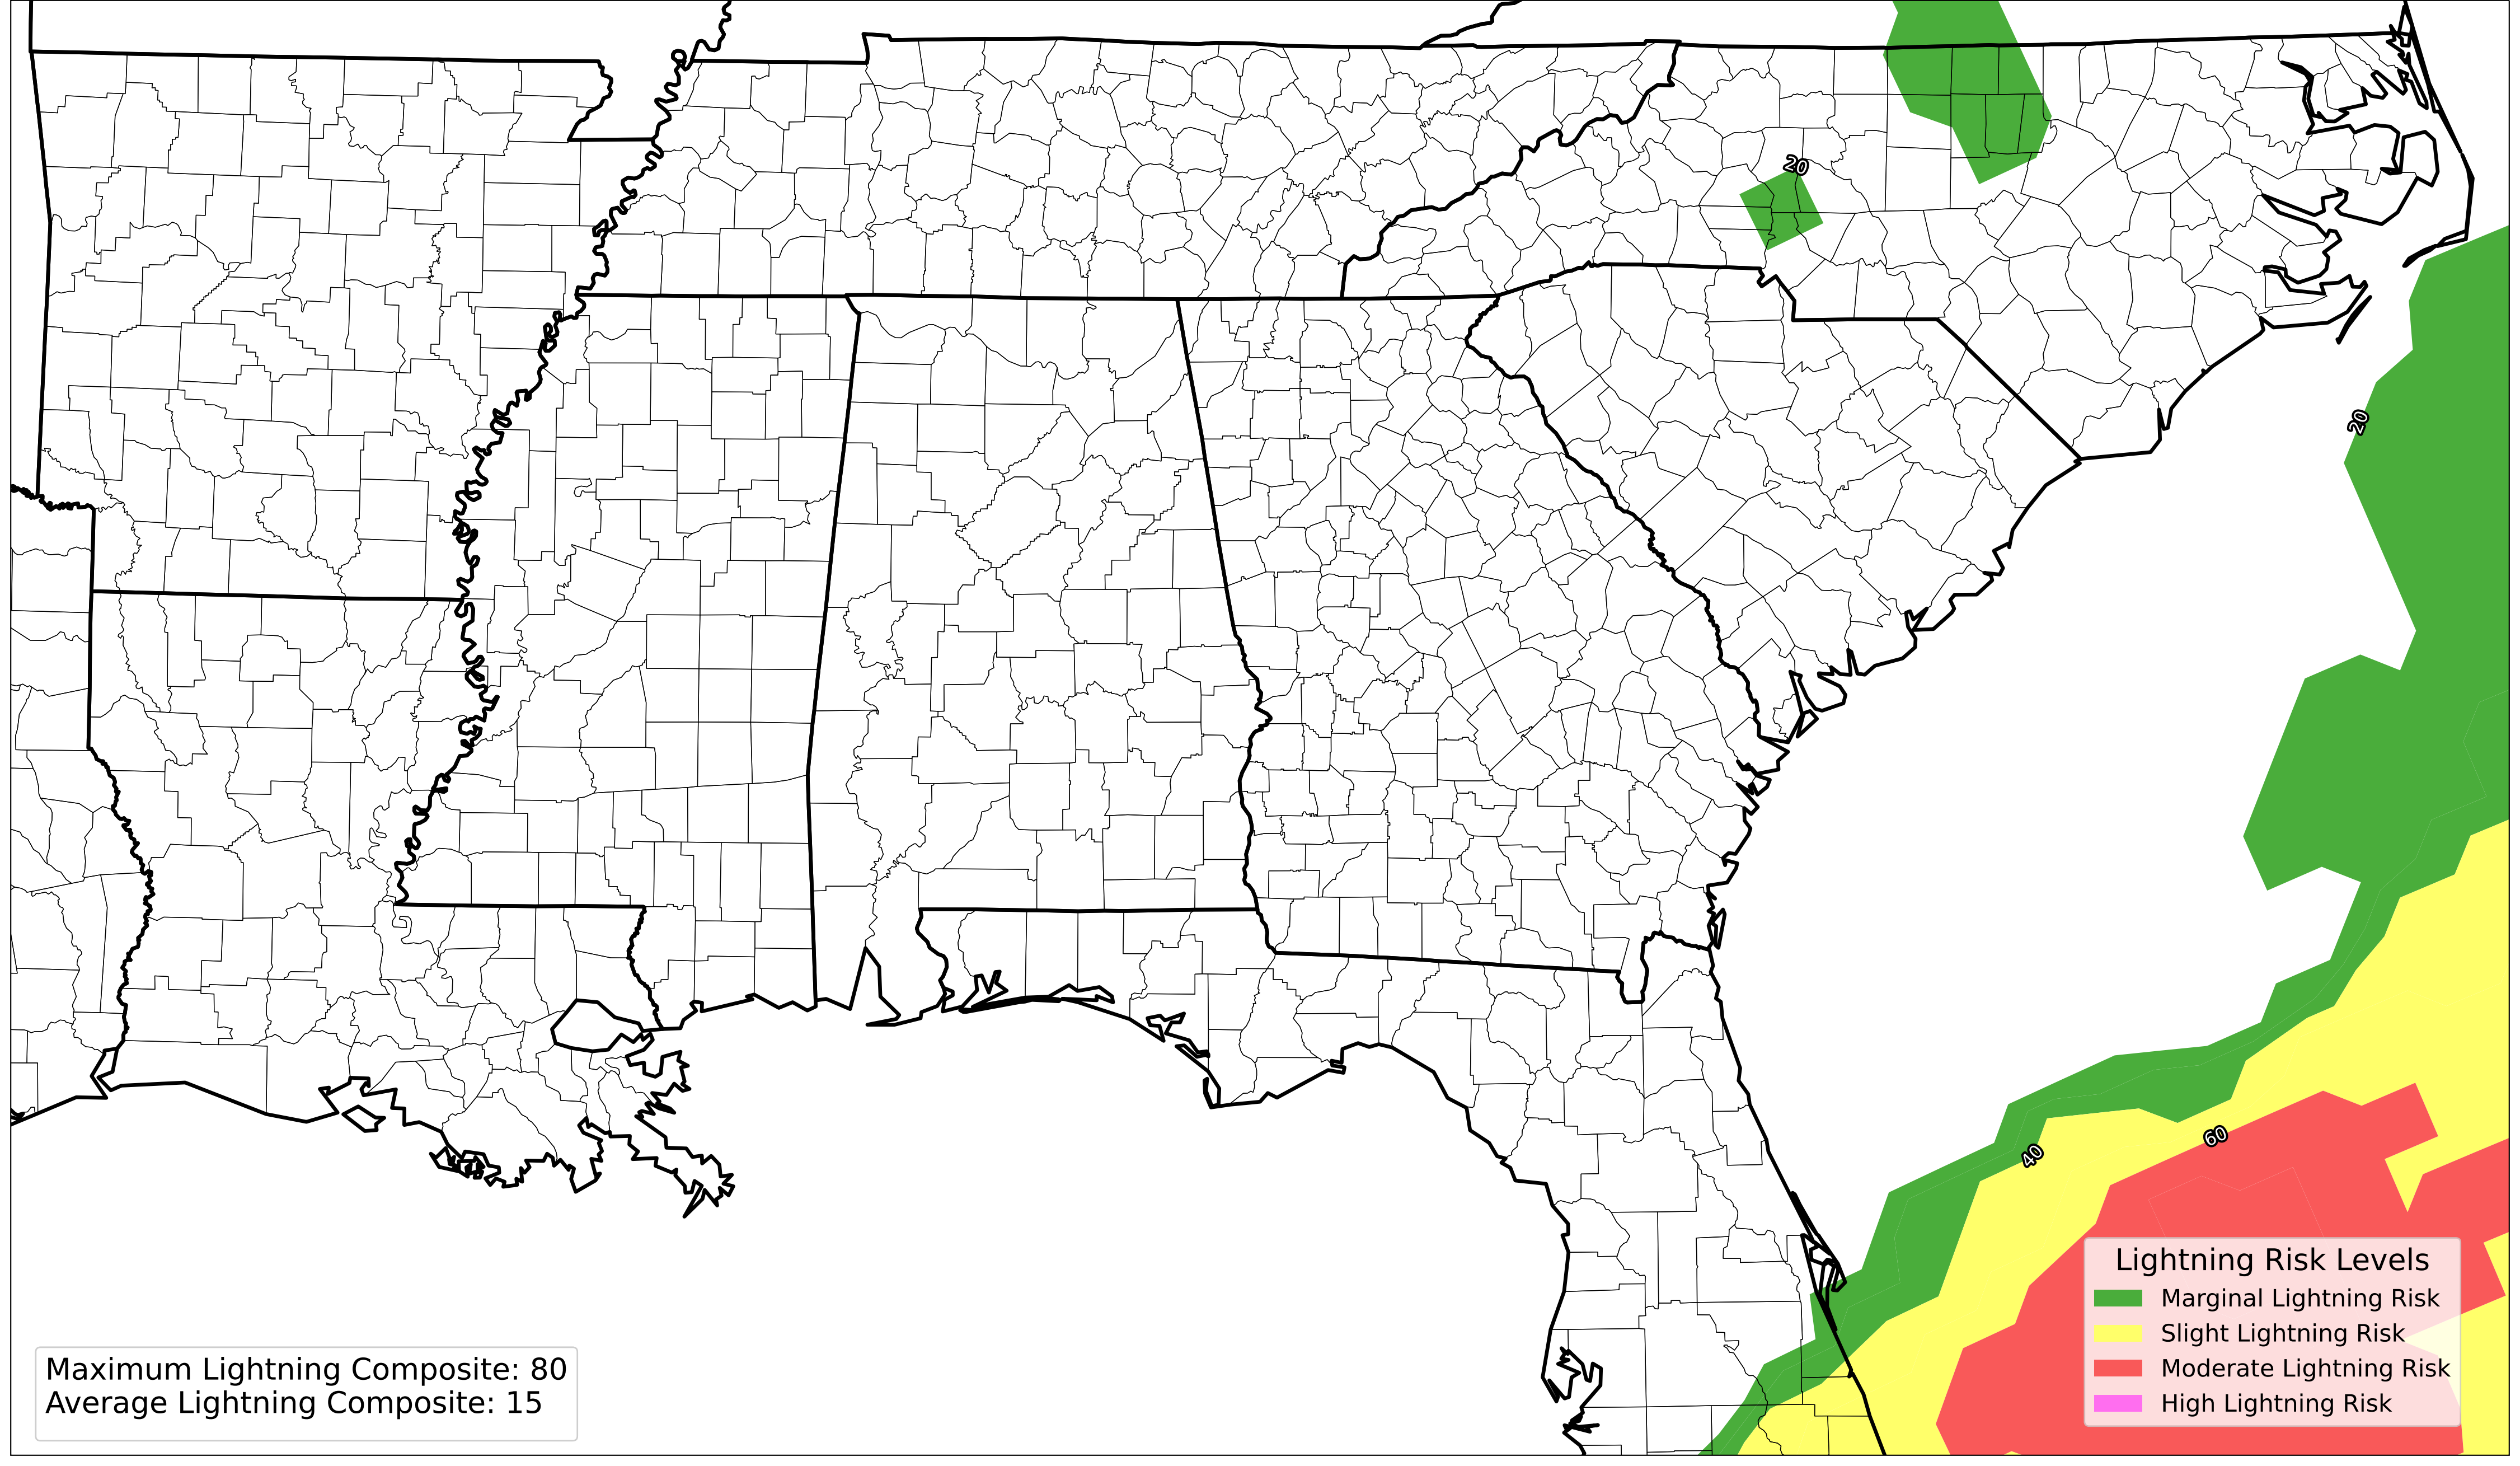 20
20
40
60
Lightning Risk Levels
Marginal Lightning Risk
Slight Lightning Risk
Moderate Lightning Risk
High Lightning Risk
Maximum Lightning Composite: 80
Average Lightning Composite: 15